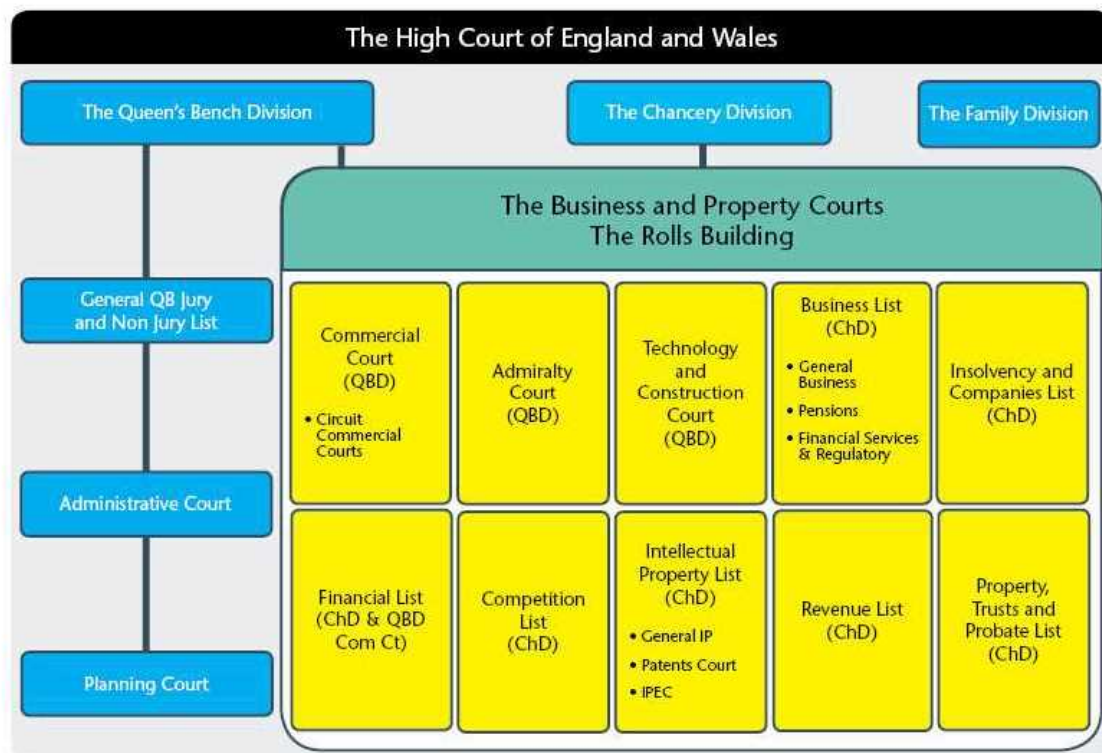 The High Court of England and Wales
The Queen's Bench Division
The Chancery Division
The Family Division
The Business and Property Courts
The Rolls Building
General QB Jury
and Non Jury List
Administrative Court
Planning Court
Commercial
Court
(QBD)
• Circuit
Commercial
Courts
Admiralty
Court
(QBD)
Technology
and
Construction
Court
(QBD)
Business List
(ChD)
• General
Business
• Pensions
• Financial Services
& Regulatory
Insolvency and
Companies List
(ChD)
Financial List
(ChD & QBD
Com Ct)
Competition
List
(ChD)
Intellectual
Property List
(ChD)
• General IP
• Patents Court
• IPEC
Revenue List
(ChD)
Property,
Trusts and
Probate List
(ChD)